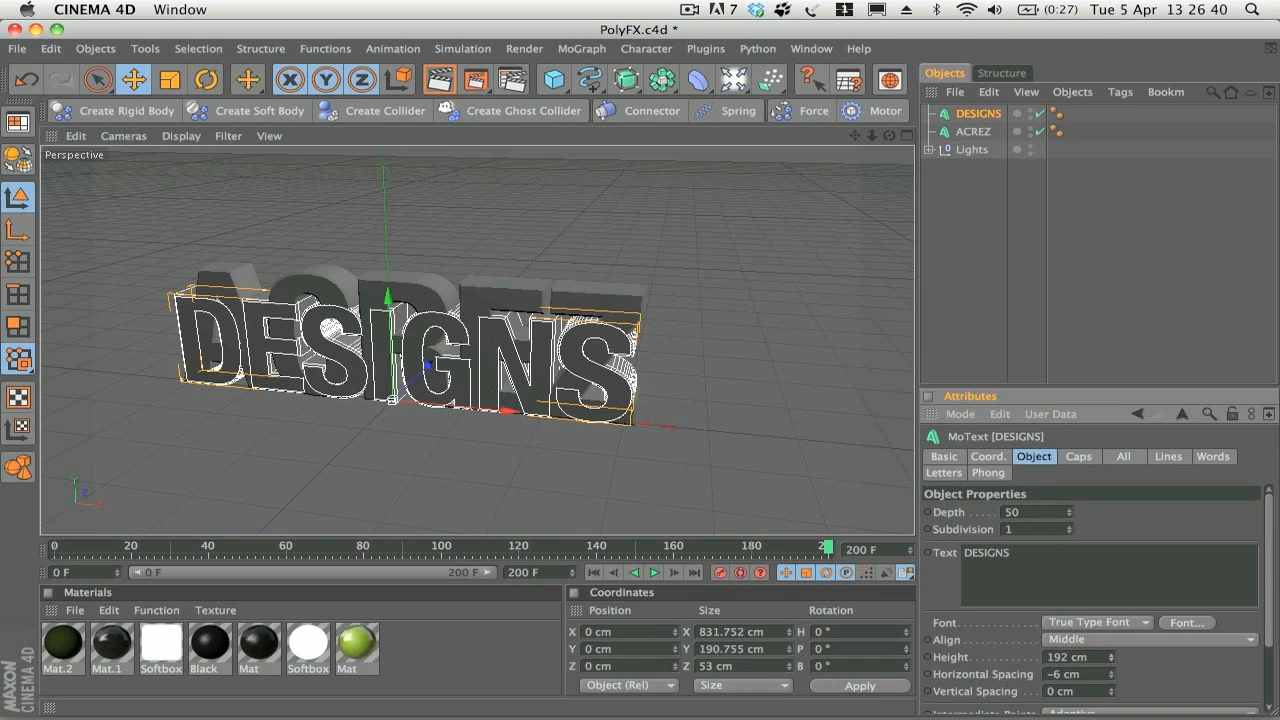 CINEMA 4D Window 7 1 (0:27) Tue 5 Apr 13 26 40
PolyFX.c4d *
File Edit Objects Tools Selection Structure Functions Animation Simulation Render MoGraph Character Plugins Python Window Help
X Y Z
Create Rigid Body Create Soft Body Create Collider Create Ghost Collider Connector Spring Force Motor
Edit Cameras Display Filter View
Perspective
ACREZ
DESIGNS
Y Z X
0 20 40 60 80 100 120 140 160 180 200 F
0 F 0 F 200 F 200 F
Materials
File Edit Function Texture
Mat.2 Mat.1 Softbox Black Mat Softbox Mat
Coordinates
Position Size Rotation
X 0 cm X 831.752 cm H 0 °
Y 0 cm Y 190.755 cm P 0 °
Z 0 cm Z 53 cm B 0 °
Object (Rel) Size Apply
MAXON
CINEMA 4D
Objects Structure
File Edit View Objects Tags Bookm
DESIGNS
ACREZ
Lights
Attributes
Mode Edit User Data
MoText [DESIGNS]
Basic Coord. Object Caps All Lines Words
Letters Phong
Object Properties
Depth ..... 50
Subdivision 1
Text DESIGNS
Font True Type Font Font...
Align Middle
Height 192 cm
Horizontal Spacing -6 cm
Vertical Spacing 0 cm
Intermediate Points Adaptive